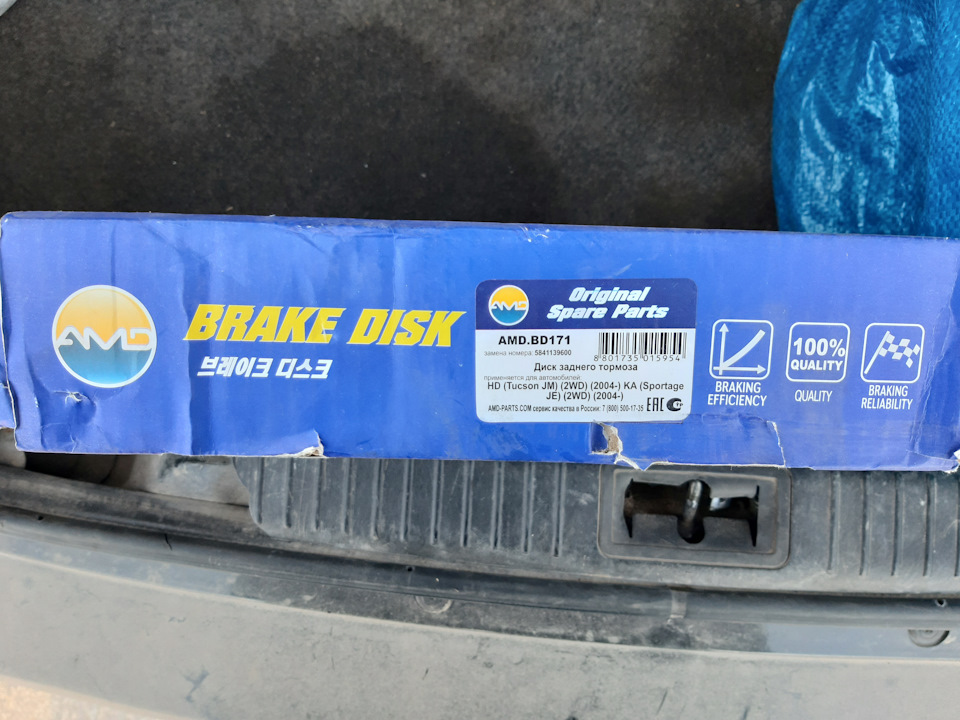 AMD
BRAKE DISK
브레이크 디스크
AMD
Original
Spare Parts
AMD.BD171
замена номера: 5841139600
8 801735 015954
Диск заднего тормоза
применяется для автомобилей
HD (Tucson JM) (2WD) (2004-) KA (Sportage
JE) (2WD) (2004-)
AMD-PARTS.COM сервис качества в России: 7 (800) 500-17-35
EAC
BRAKING
EFFICIENCY
100%
QUALITY
QUALITY
BRAKING
RELIABILITY